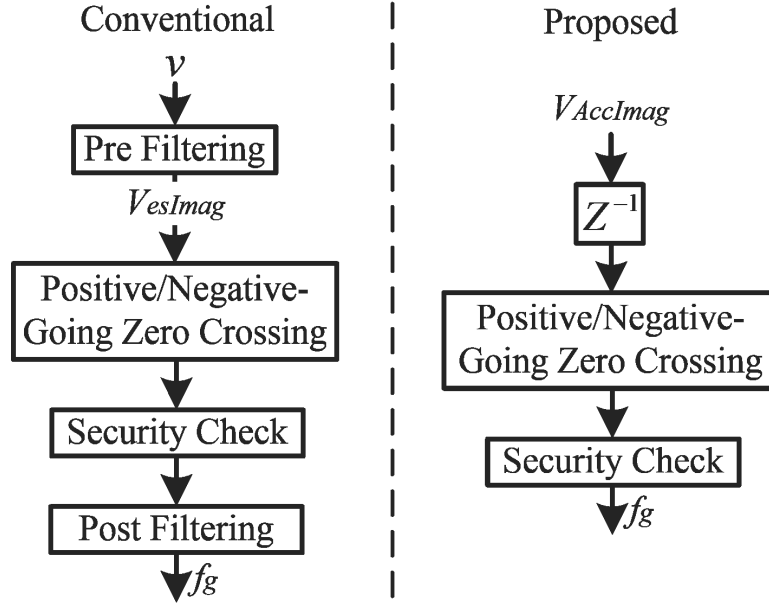 Conventional
v
Pre Filtering
VesImag
Positive/Negative-
Going Zero Crossing
Security Check
Post Filtering
fg
Proposed
VAccImag
Z⁻¹
Positive/Negative-
Going Zero Crossing
Security Check
fg